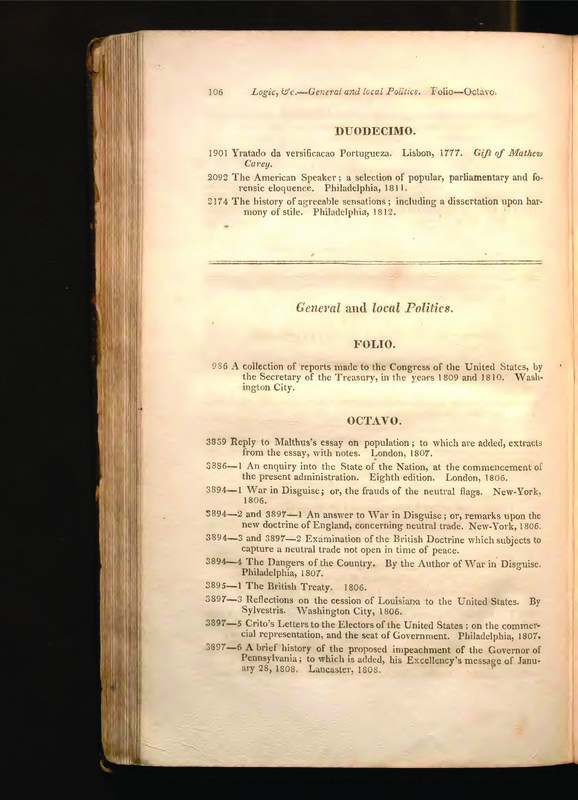 106 Logic, &c.—General and local Politics. Folio—Octavo.
DUODECIMO.
1901 Yratado da versificacao Portugueza. Lisbon, 1777. Gift of Mathew
Carey.
2092 The American Speaker; a selection of popular, parliamentary and fo-
rensic eloquence. Philadelphia, 1811.
2174 The history of agreeable sensations; including a dissertation upon har-
mony of stile. Philadelphia, 1812.
General and local Politics.
FOLIO.
986 A collection of reports made to the Congress of the United States, by
the Secretary of the Treasury, in the years 1809 and 1810. Wash-
ington City.
OCTAVO.
3859 Reply to Malthus's essay on population; to which are added, extracts
from the essay, with notes. London, 1807.
3886—1 An enquiry into the State of the Nation, at the commencement of
the present administration. Eighth edition. London, 1806.
3894—1 War in Disguise; or, the frauds of the neutral flags. New-York,
1806.
3894—2 and 3897—1 An answer to War in Disguise; or, remarks upon the
new doctrine of England, concerning neutral trade. New-York, 1806.
3894—3 and 3897—2 Examination of the British Doctrine which subjects to
capture a neutral trade not open in time of peace.
3894—4 The Dangers of the Country. By the Author of War in Disguise.
Philadelphia, 1807.
3895—1 The British Treaty. 1806.
3897—3 Reflections on the cession of Louisiana to the United States. By
Sylvestris. Washington City, 1806.
3897—5 Crito's Letters to the Electors of the United States: on the commer-
cial representation, and the seat of Government. Philadelphia, 1807.
3897—6 A brief history of the proposed impeachment of the Governor of
Pennsylvania; to which is added, his Excellency's message of Janu-
ary 28, 1808. Lancaster, 1808.